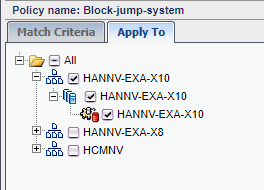 Policy name: Block-jump-system
Match Criteria Apply To
All
HANNV-EXA-X10
HANNV-EXA-X10
HANNV-EXA-X10
HANNV-EXA-X8
HCMNV